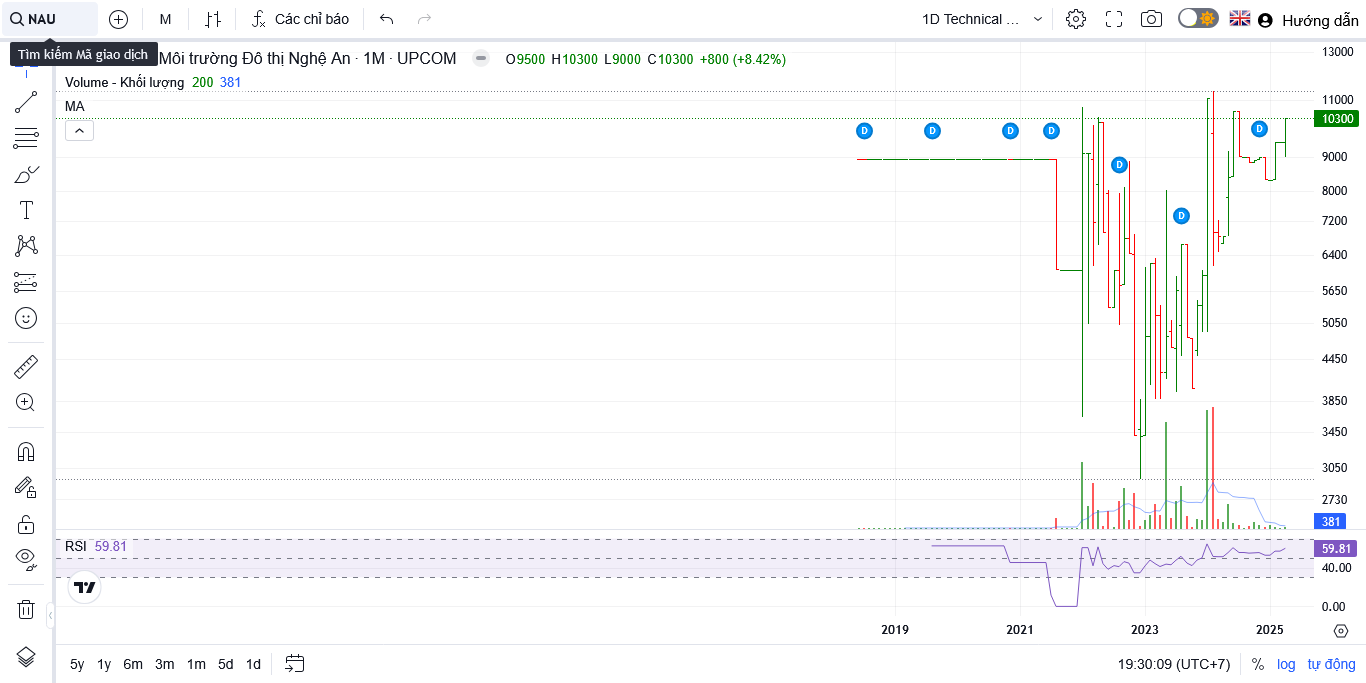 NAU
M
Các chỉ báo
1D Technical ...
Hướng dẫn
Tìm kiếm Mã giao dịch
Môi trường Đô thị Nghệ An · 1M · UPCOM
O9500 H10300 L9000 C10300 +800 (+8.42%)
Volume - Khối lượng 200 381
MA
13000
11000
10300
9000
8000
7200
6400
5650
5050
4450
3850
3450
3050
2730
381
D
D
D
D
D
D
D
RSI 59.81
59.81
40.00
0.00
2019
2021
2023
2025
5y 1y 6m 3m 1m 5d 1d
19:30:09 (UTC+7)
% log tự động